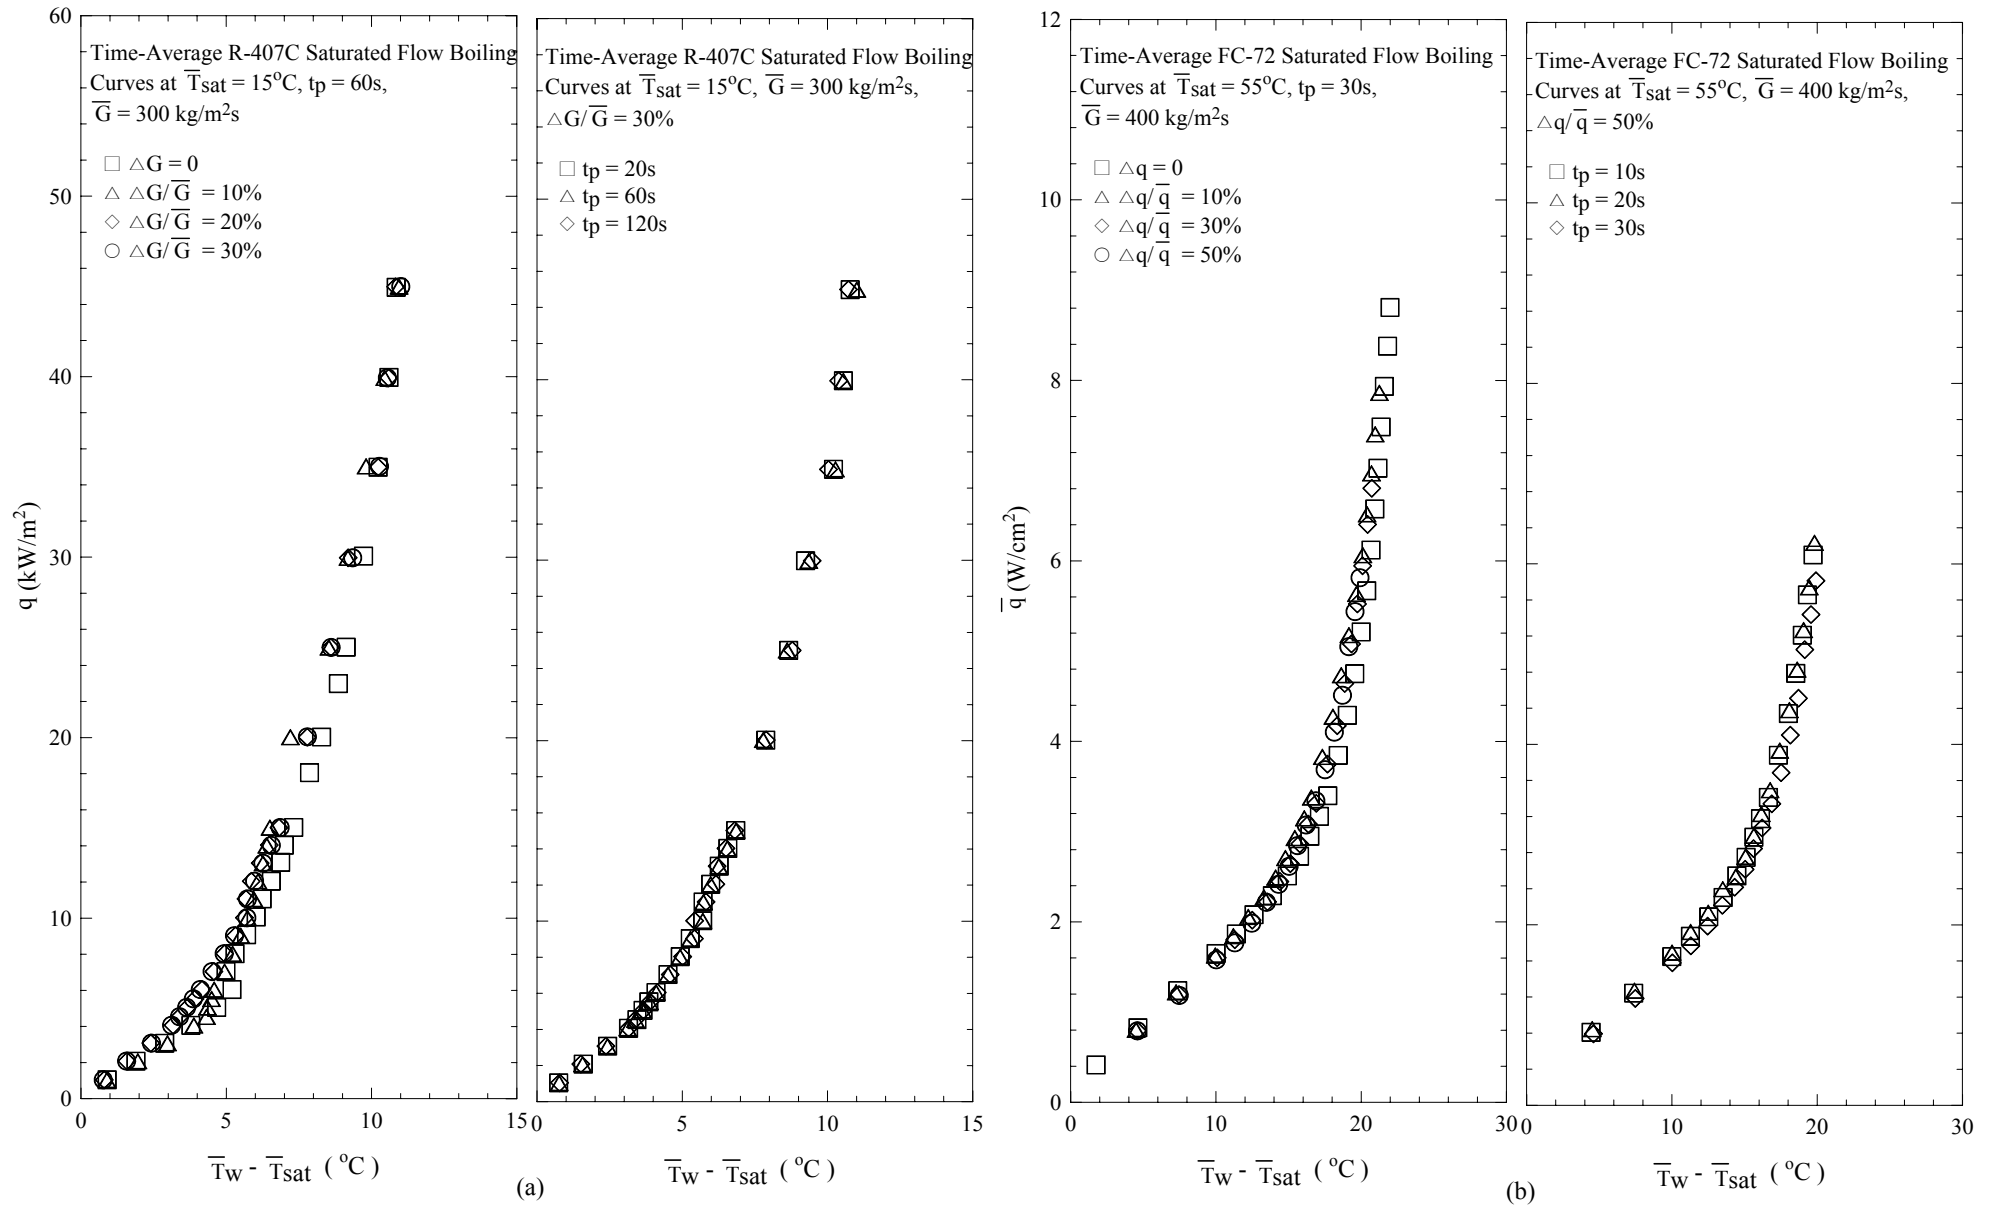 Time-Average R-407C Saturated Flow Boiling
Curves at T̅sat = 15°C, tp = 60s,
G̅ = 300 kg/m2s
□ △G = 0
△ △G/G̅ = 10%
◇ △G/G̅ = 20%
○ △G/G̅ = 30%
60
50
40
30
20
10
0
q (kW/m²)
0 5 10 15
T̅w - T̅sat ( °C )
Time-Average R-407C Saturated Flow Boiling
Curves at T̅sat = 15°C, G̅ = 300 kg/m2s,
△G/G̅ = 30%
□ tp = 20s
△ tp = 60s
◇ tp = 120s
0 5 10 15
T̅w - T̅sat ( °C )
(a)
Time-Average FC-72 Saturated Flow Boiling
Curves at T̅sat = 55°C, tp = 30s,
G̅ = 400 kg/m2s
□ △q = 0
△ △q/q̅ = 10%
◇ △q/q̅ = 30%
○ △q/q̅ = 50%
12
10
8
6
4
2
0
q̅ (W/cm²)
0 10 20 30
T̅w - T̅sat ( °C )
Time-Average FC-72 Saturated Flow Boiling
Curves at T̅sat = 55°C, G̅ = 400 kg/m2s,
△q/q̅ = 50%
□ tp = 10s
△ tp = 20s
◇ tp = 30s
0 10 20 30
T̅w - T̅sat ( °C )
(b)